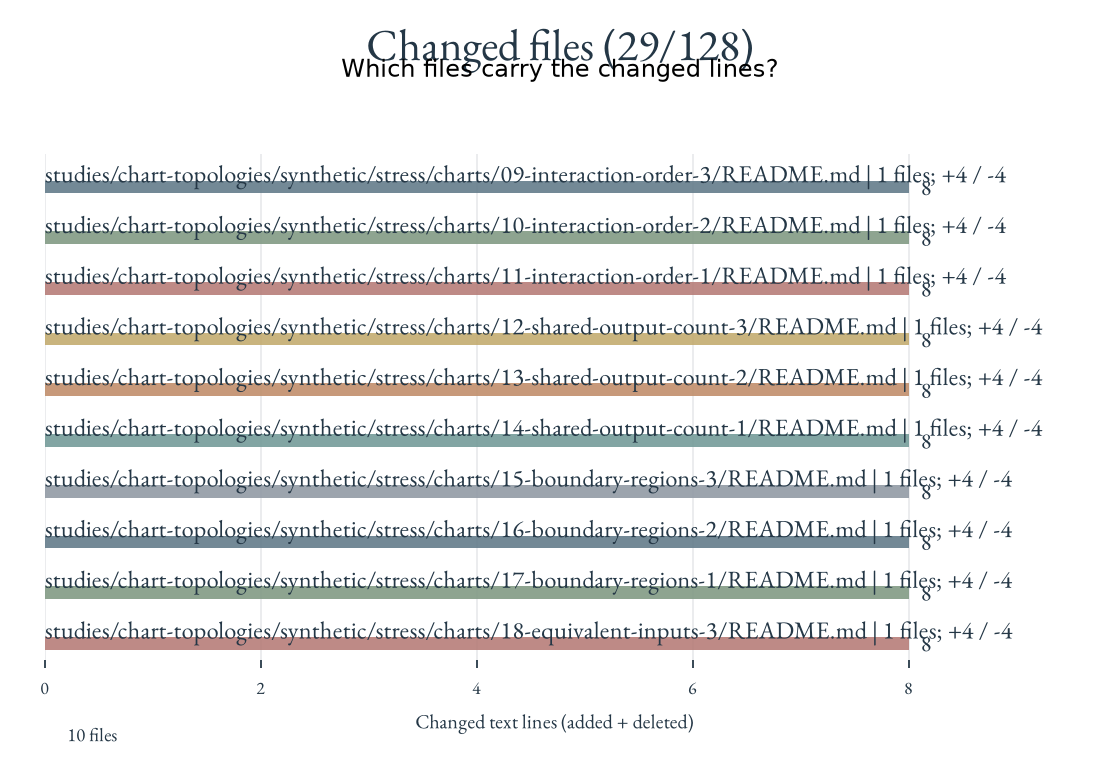 Changed files (29/128)
Which files carry the changed lines?
studies/chart-topologies/synthetic/stress/charts/09-interaction-order-3/README.md | 1 files; +4 / -4
8
studies/chart-topologies/synthetic/stress/charts/10-interaction-order-2/README.md | 1 files; +4 / -4
8
studies/chart-topologies/synthetic/stress/charts/11-interaction-order-1/README.md | 1 files; +4 / -4
8
studies/chart-topologies/synthetic/stress/charts/12-shared-output-count-3/README.md | 1 files; +4 / -4
8
studies/chart-topologies/synthetic/stress/charts/13-shared-output-count-2/README.md | 1 files; +4 / -4
8
studies/chart-topologies/synthetic/stress/charts/14-shared-output-count-1/README.md | 1 files; +4 / -4
8
studies/chart-topologies/synthetic/stress/charts/15-boundary-regions-3/README.md | 1 files; +4 / -4
8
studies/chart-topologies/synthetic/stress/charts/16-boundary-regions-2/README.md | 1 files; +4 / -4
8
studies/chart-topologies/synthetic/stress/charts/17-boundary-regions-1/README.md | 1 files; +4 / -4
8
studies/chart-topologies/synthetic/stress/charts/18-equivalent-inputs-3/README.md | 1 files; +4 / -4
8
0 2 4 6 8
Changed text lines (added + deleted)
10 files